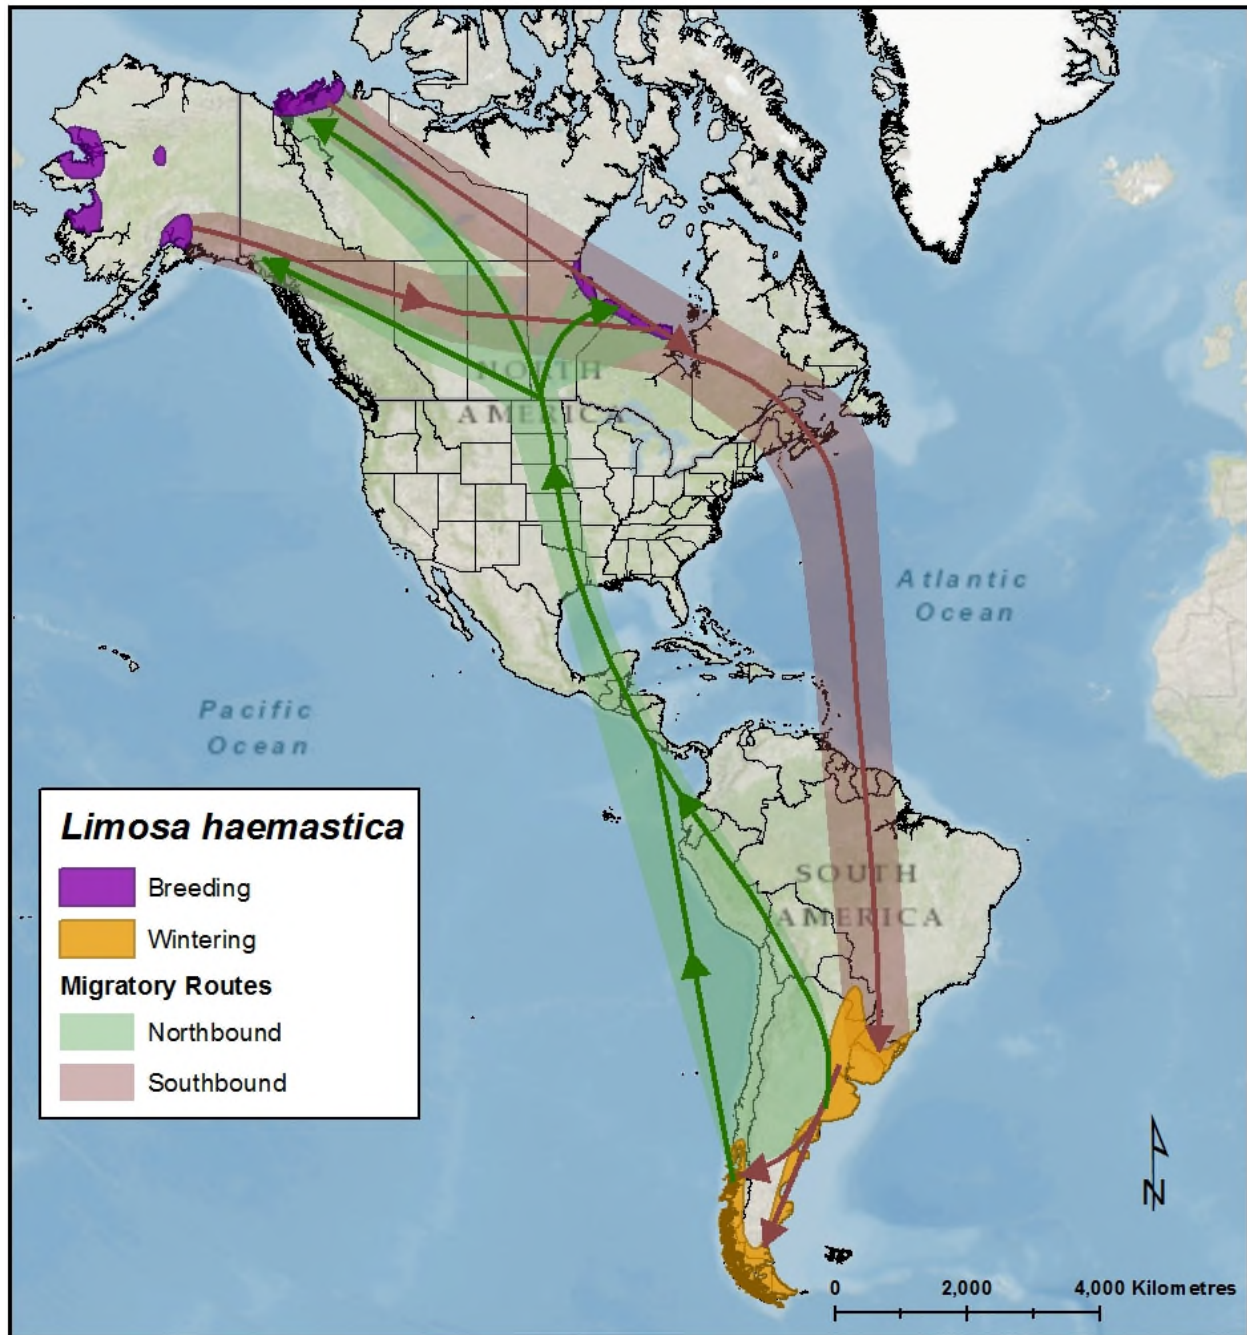 NORTH
AMERICA
Atlantic
Ocean
Pacific
Ocean
SOUTH
AMERICA
Limosa haemastica
Breeding
Wintering
Migratory Routes
Northbound
Southbound
N
0 2,000 4,000 Kilometres